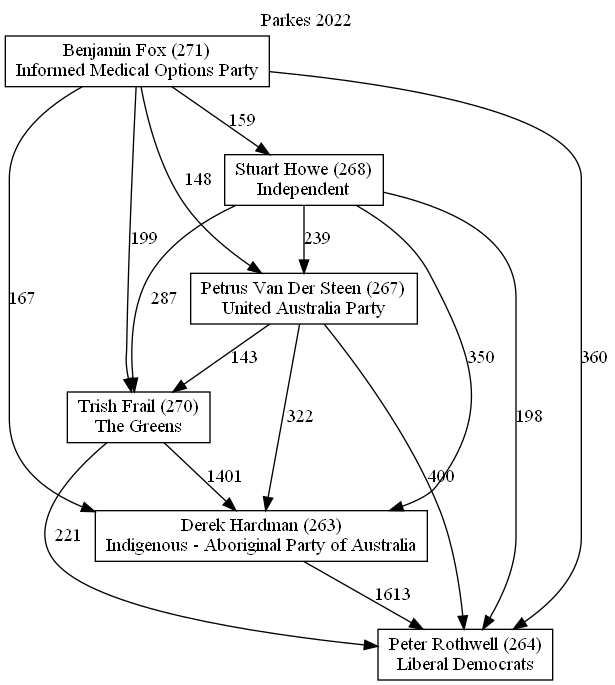 Parkes 2022
Benjamin Fox (271)
Informed Medical Options Party
159
Stuart Howe (268)
Independent
148
199
239
287
167
350
360
Petrus Van Der Steen (267)
United Australia Party
143
322
198
400
Trish Frail (270)
The Greens
1401
221
Derek Hardman (263)
Indigenous - Aboriginal Party of Australia
1613
Peter Rothwell (264)
Liberal Democrats